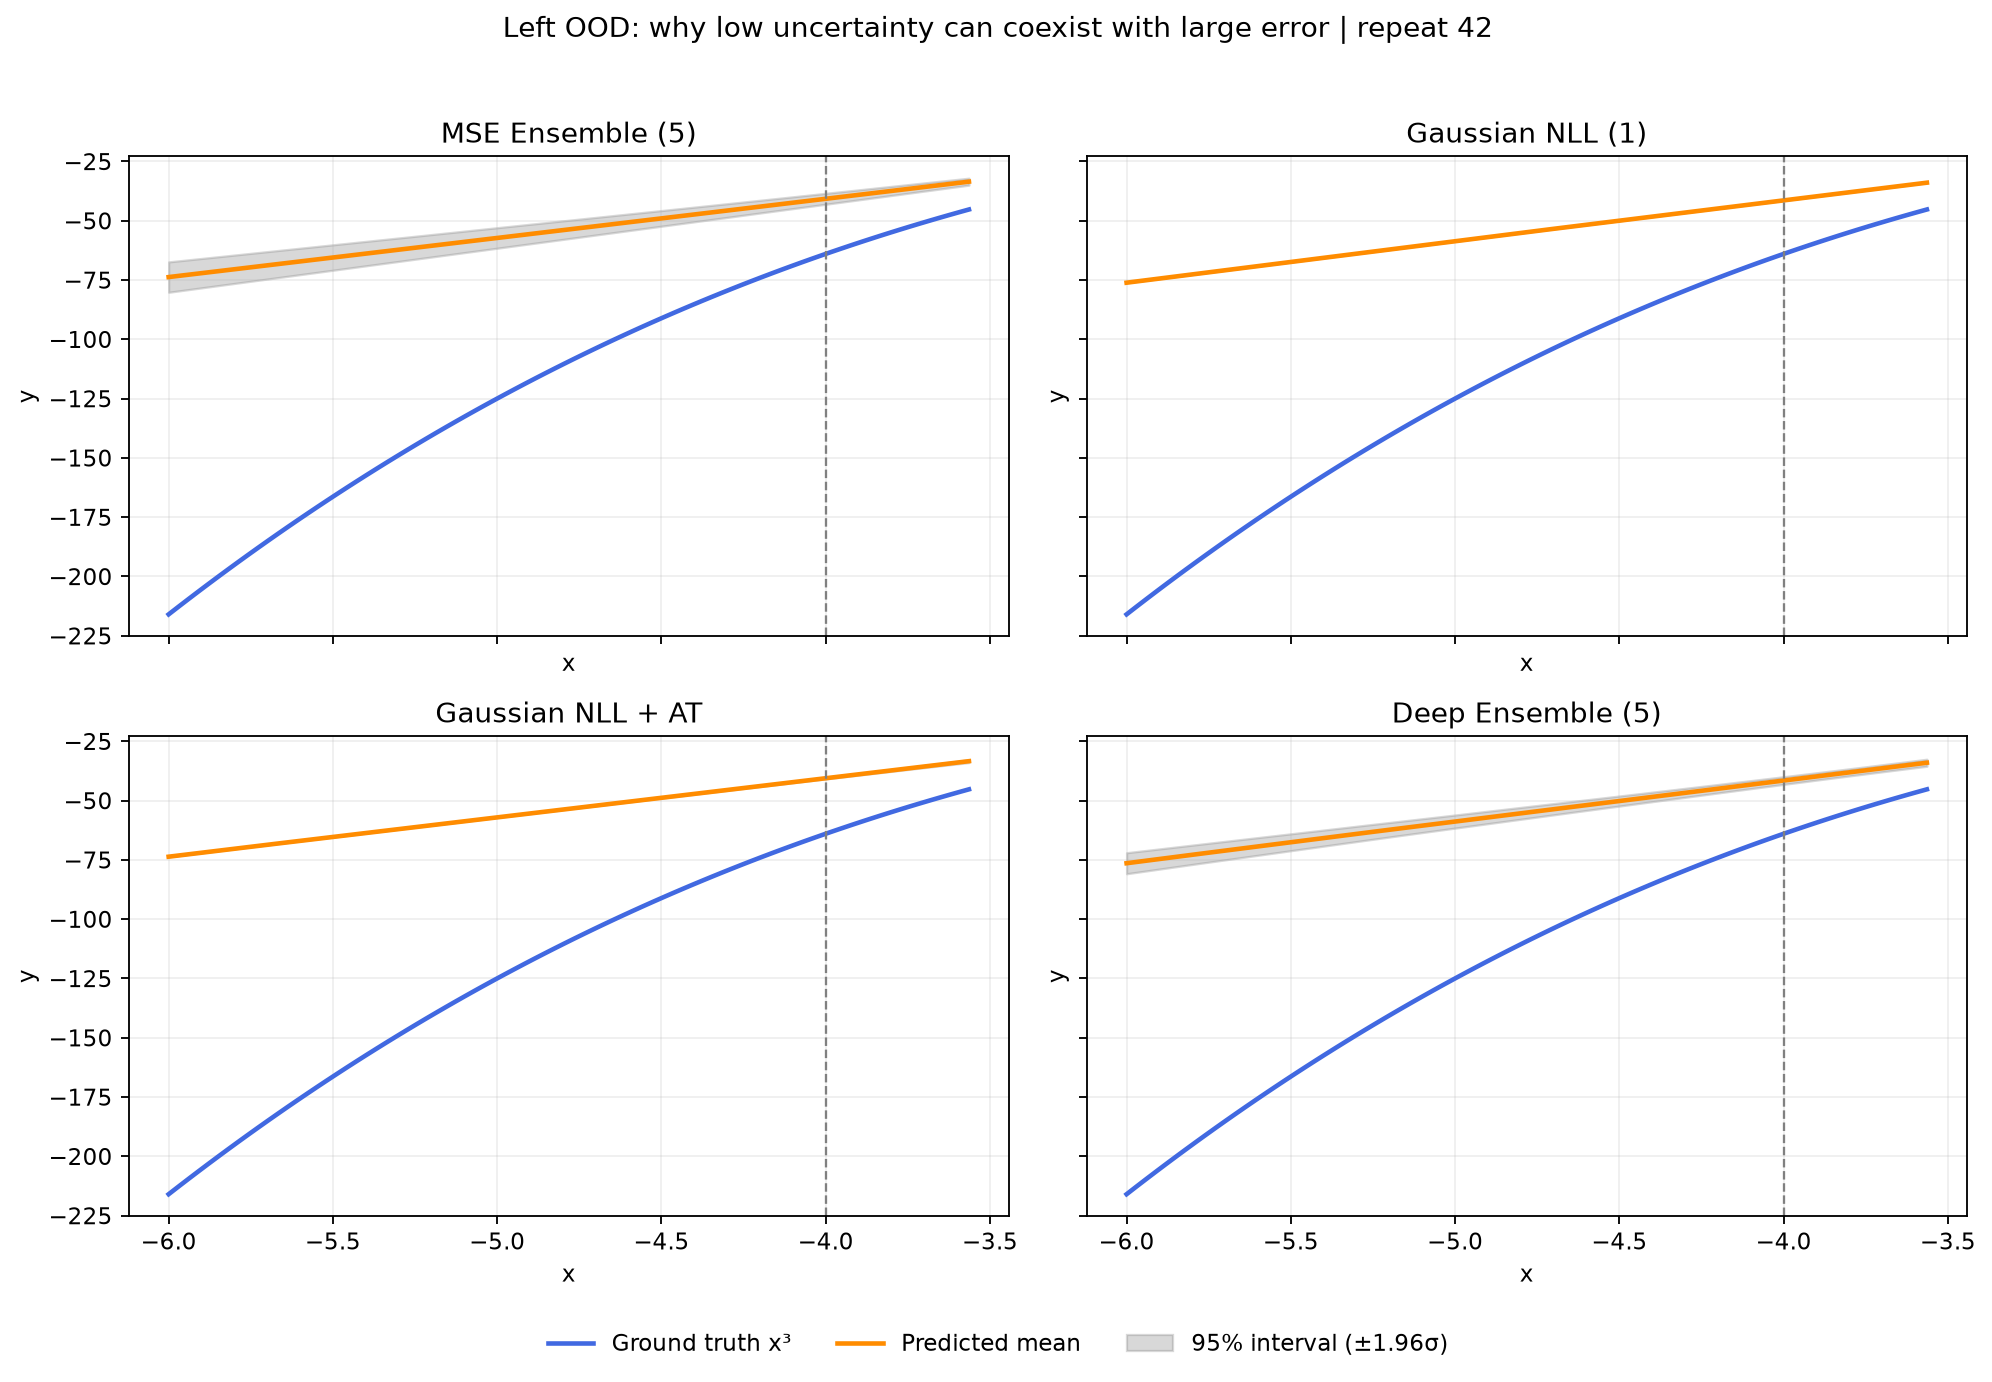 Left OOD: why low uncertainty can coexist with large error | repeat 42
MSE Ensemble (5)
−25
−50
−75
−100
−125
−150
−175
−200
−225
y
x
Gaussian NLL (1)
y
x
Gaussian NLL + AT
−25
−50
−75
−100
−125
−150
−175
−200
−225
y
−6.0 −5.5 −5.0 −4.5 −4.0 −3.5
x
Deep Ensemble (5)
y
−6.0 −5.5 −5.0 −4.5 −4.0 −3.5
x
Ground truth x³ Predicted mean 95% interval (±1.96σ)